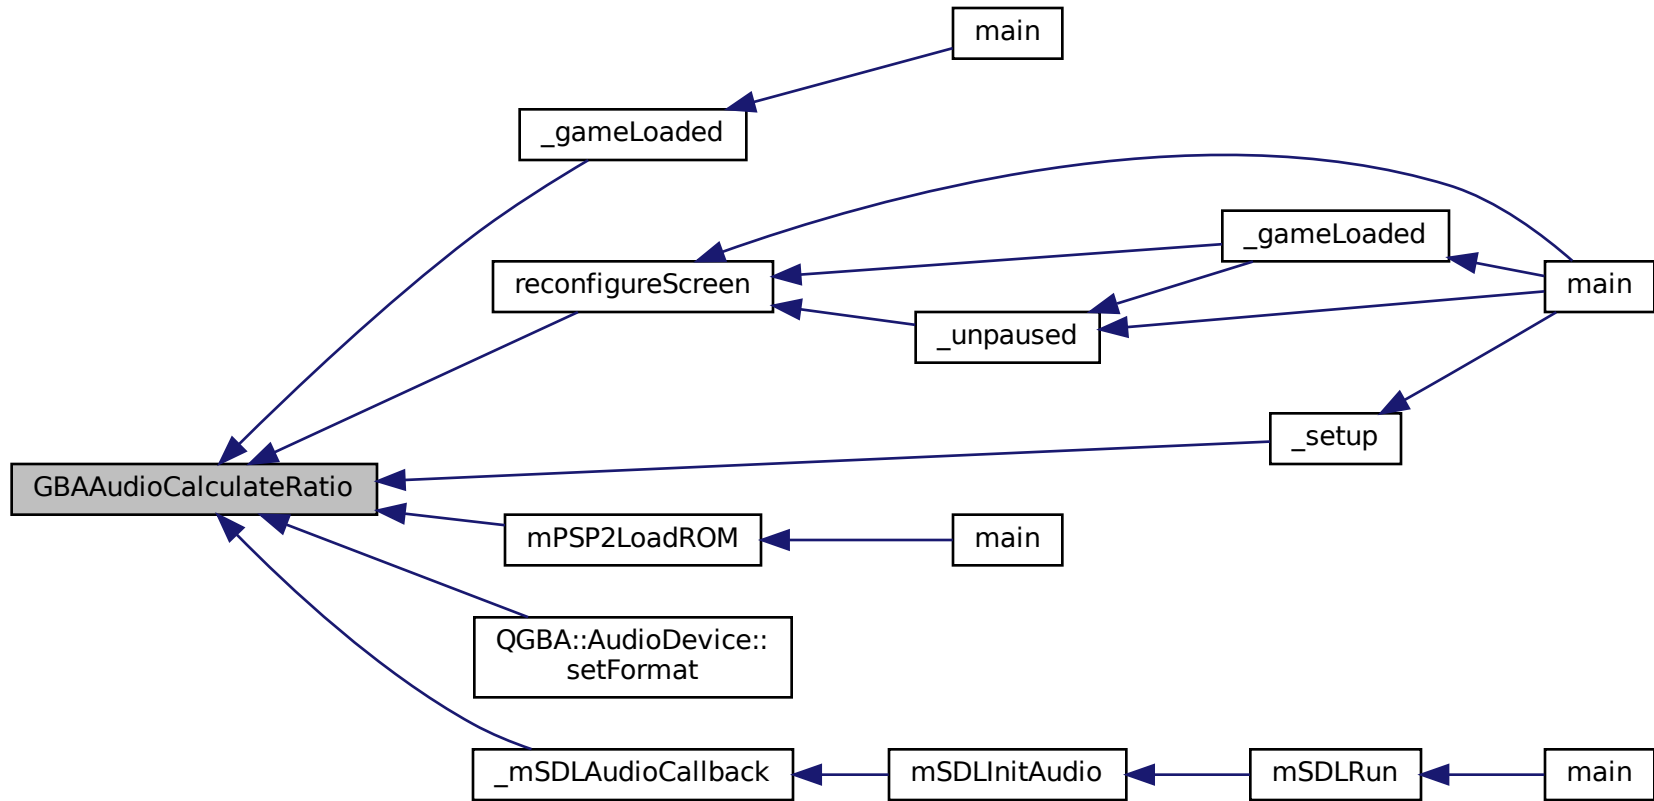 main
_gameLoaded
_gameLoaded
reconfigureScreen
main
_unpaused
_setup
GBAAudioCalculateRatio
mPSP2LoadROM
main
QGBA::AudioDevice::
setFormat
_mSDLAudioCallback
mSDLInitAudio
mSDLRun
main